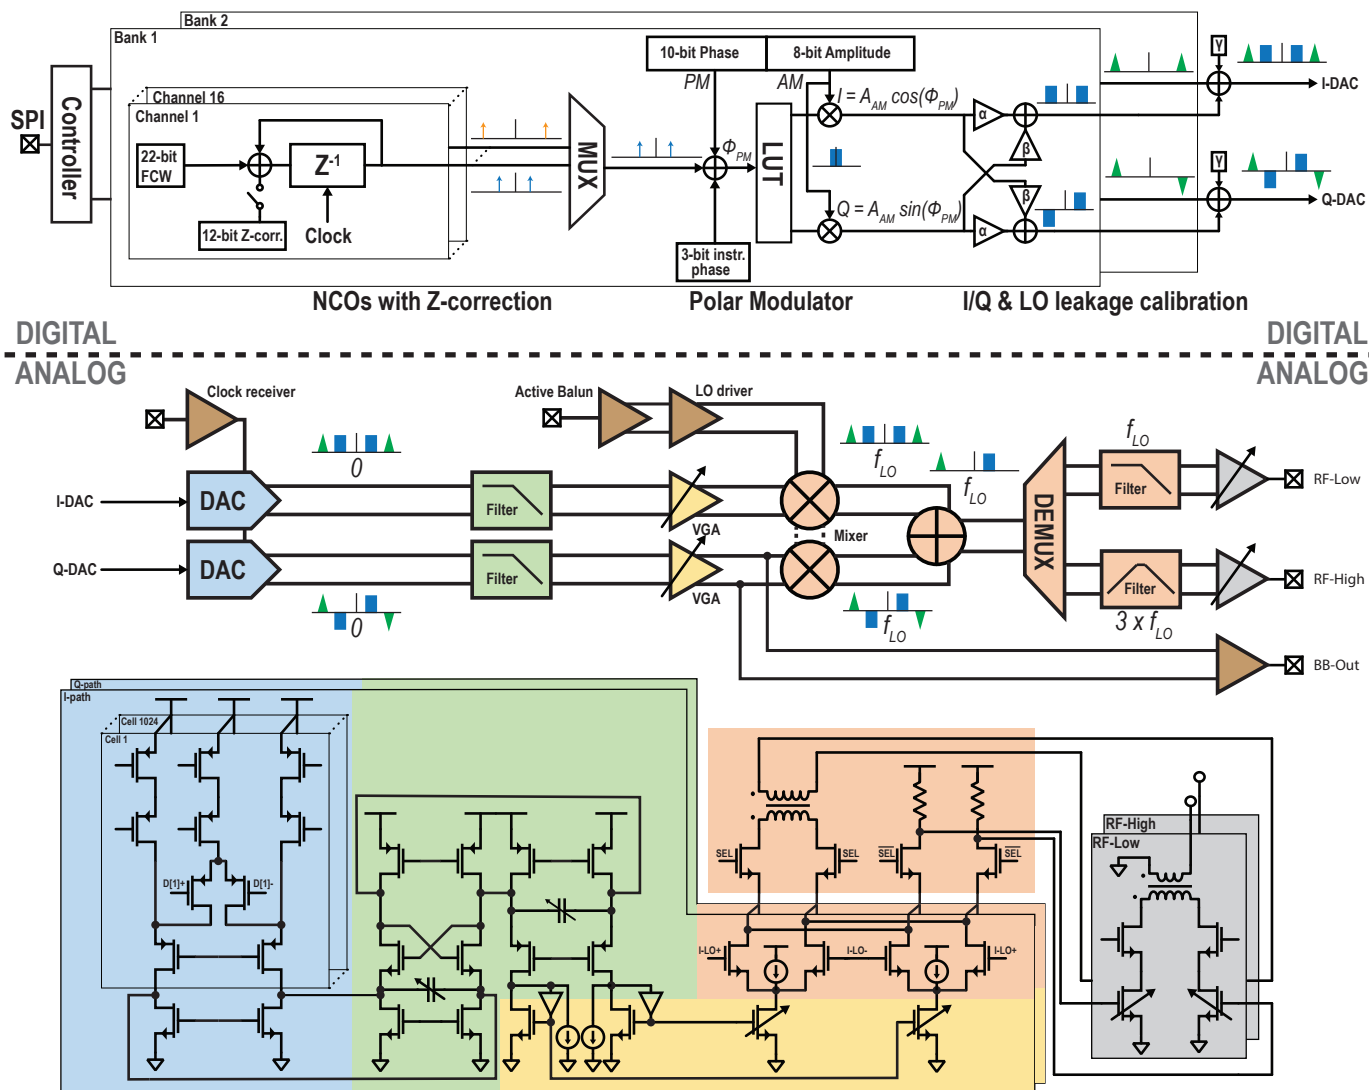 Bank 2
Bank 1
10-bit Phase
8-bit Amplitude
PM
AM
Y
I-DAC
Controller
SPI
Channel 16
Channel 1
22-bit
FCW
Z-1
12-bit Z-corr.
Clock
MUX
ΦPM
LUT
I = AAM cos(ΦPM)
Q = AAM sin(ΦPM)
α
β
β
α
Y
Q-DAC
3-bit instr.
phase
NCOs with Z-correction
Polar Modulator
I/Q & LO leakage calibration
DIGITAL
DIGITAL
ANALOG
ANALOG
Clock receiver
Active Balun
LO driver
0
fLO
fLO
fLO
I-DAC
DAC
Filter
VGA
DEMUX
Filter
RF-Low
Mixer
Q-DAC
DAC
Filter
VGA
Filter
RF-High
0
fLO
3 x fLO
BB-Out
Q-path
I-path
Cell 1024
Cell 1
D[1]+
D[1]-
SEL
SEL
SEL
SEL
RF-High
RF-Low
I-LO+
I-LO-
I-LO+